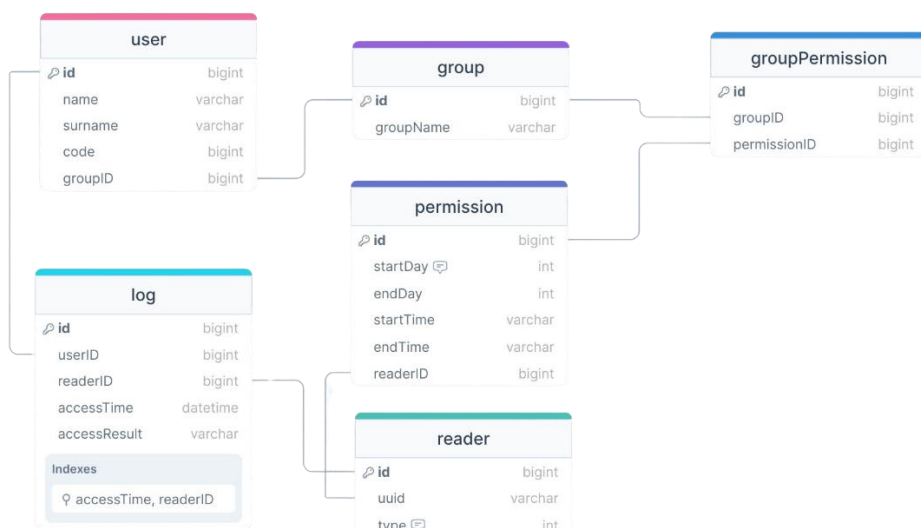 user
id bigint
name varchar
surname varchar
code bigint
groupID bigint
group
id bigint
groupName varchar
groupPermission
id bigint
groupID bigint
permissionID bigint
permission
id bigint
startDay int
endDay int
startTime varchar
endTime varchar
readerID bigint
log
id bigint
userID bigint
readerID bigint
accessTime datetime
accessResult varchar
Indexes
accessTime, readerID
reader
id bigint
uuid varchar
type int